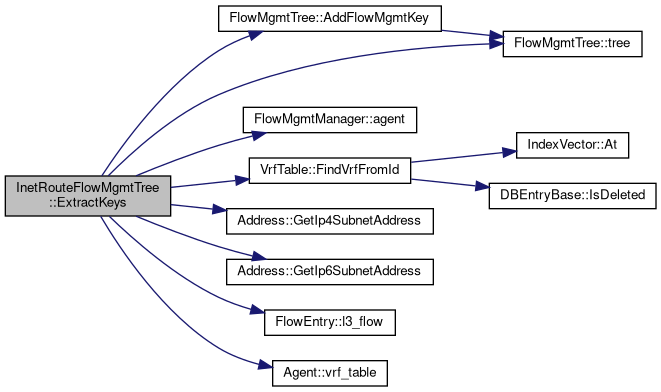 FlowMgmtTree::AddFlowMgmtKey
FlowMgmtTree::tree
FlowMgmtManager::agent
IndexVector::At
VrfTable::FindVrfFromId
InetRouteFlowMgmtTree
::ExtractKeys
DBEntryBase::IsDeleted
Address::GetIp4SubnetAddress
Address::GetIp6SubnetAddress
FlowEntry::l3_flow
Agent::vrf_table